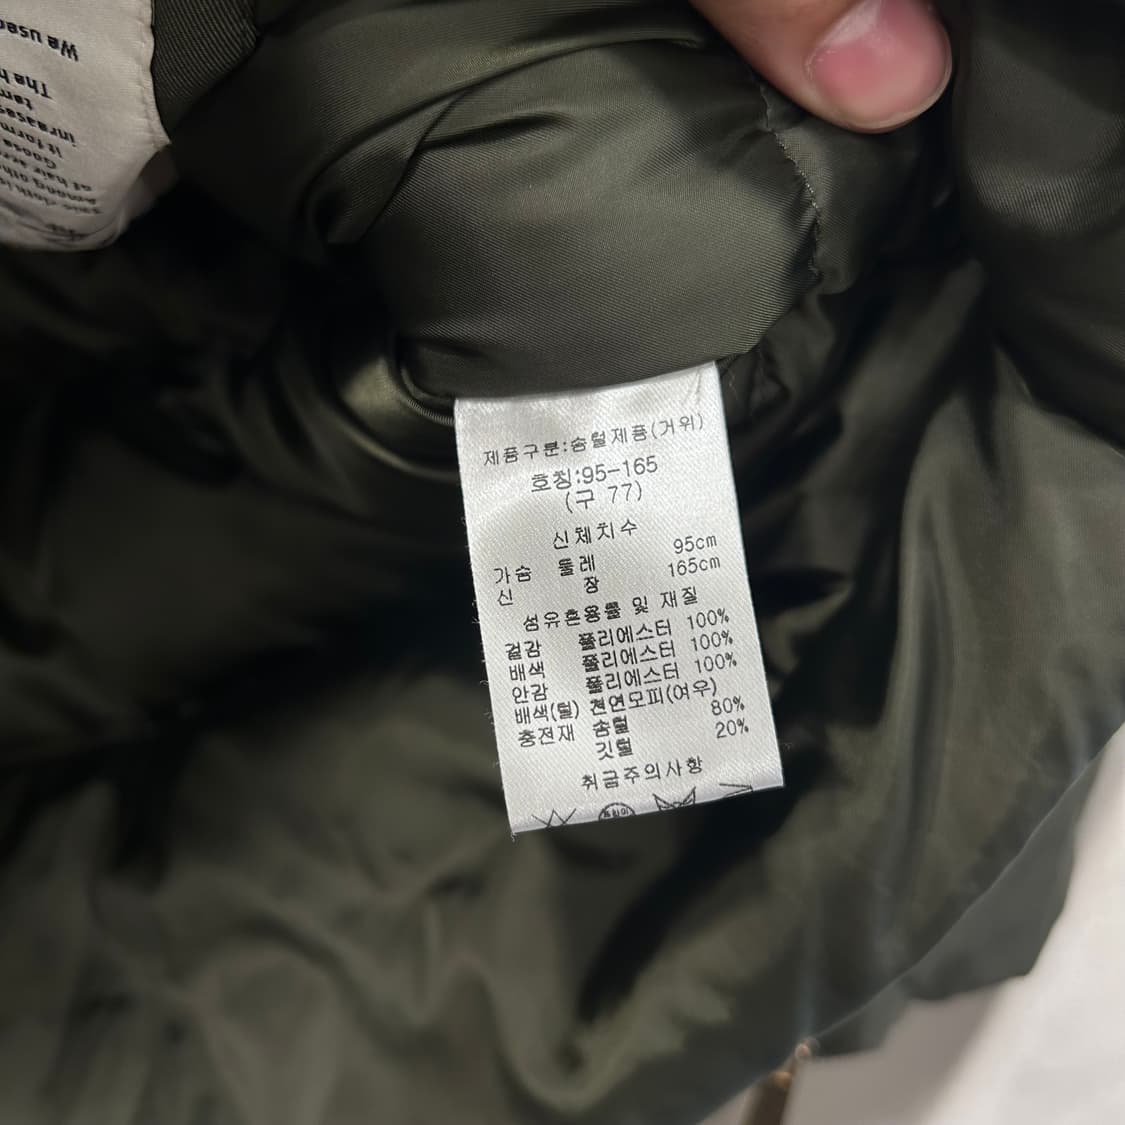 We used
The h
제품구분:솜털제품(거위)
호칭:95-165
(구 77)
신체치수
가슴 둘레 95cm
신 장 165cm
섬유혼용률 및 재질
겉감 폴리에스터 100%
배색 폴리에스터 100%
안감 폴리에스터 100%
배색(털) 천연모피(여우)
충전재 솜털 80%
깃털 20%
취급주의사항